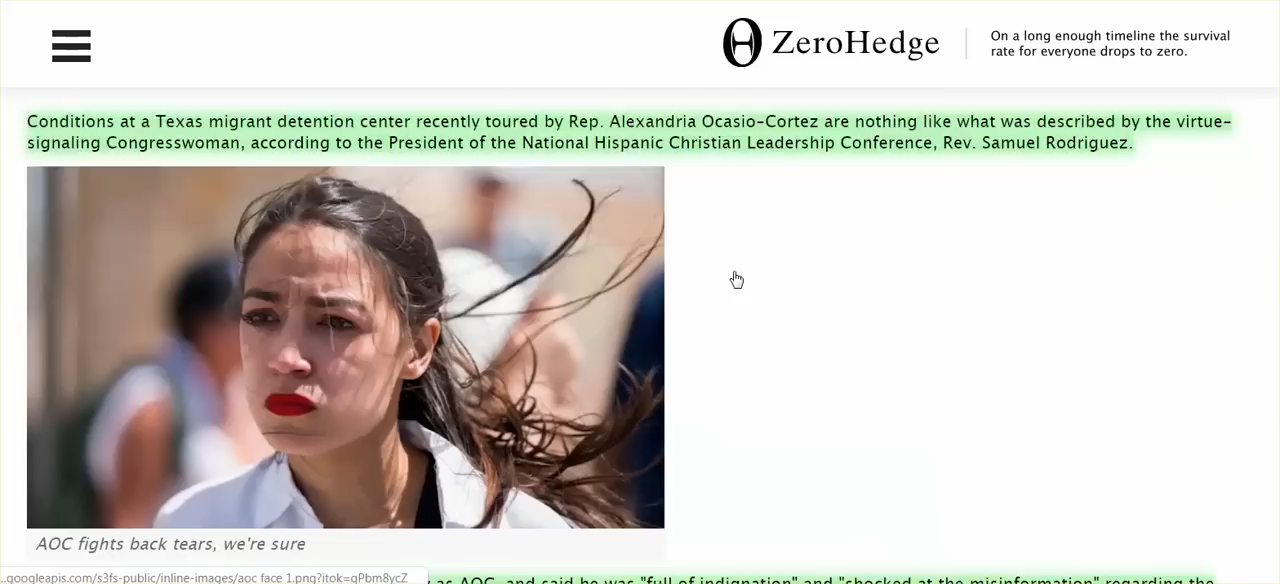 ZeroHedge
On a long enough timeline the survival
rate for everyone drops to zero.
Conditions at a Texas migrant detention center recently toured by Rep. Alexandria Ocasio-Cortez are nothing like what was described by the virtue-
signaling Congresswoman, according to the President of the National Hispanic Christian Leadership Conference, Rev. Samuel Rodriguez.
AOC fights back tears, we're sure
..googleapis.com/s3fs-public/inline-images/aoc face 1.png?itok=qPbm8ycZ
as AOC, and said he was "full of indignation" and "shocked at the misinformation" regarding the